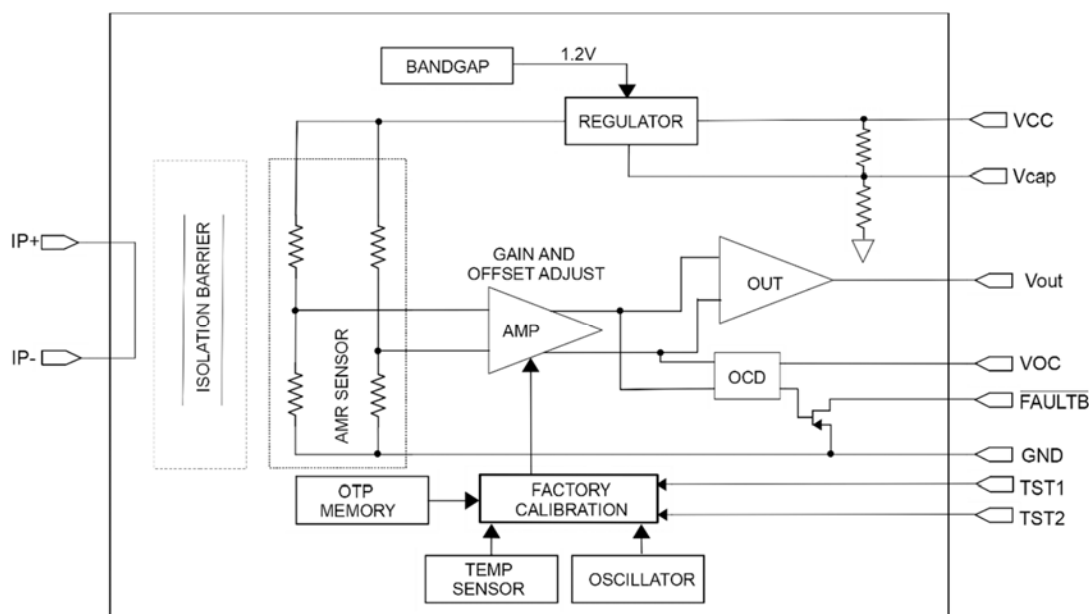 BANDGAP
1.2V
REGULATOR
VCC
Vcap
IP+
IP-
ISOLATION BARRIER
AMR SENSOR
GAIN AND
OFFSET ADJUST
AMP
OUT
Vout
OCD
VOC
FAULTB
GND
OTP
MEMORY
FACTORY
CALIBRATION
TST1
TST2
TEMP
SENSOR
OSCILLATOR